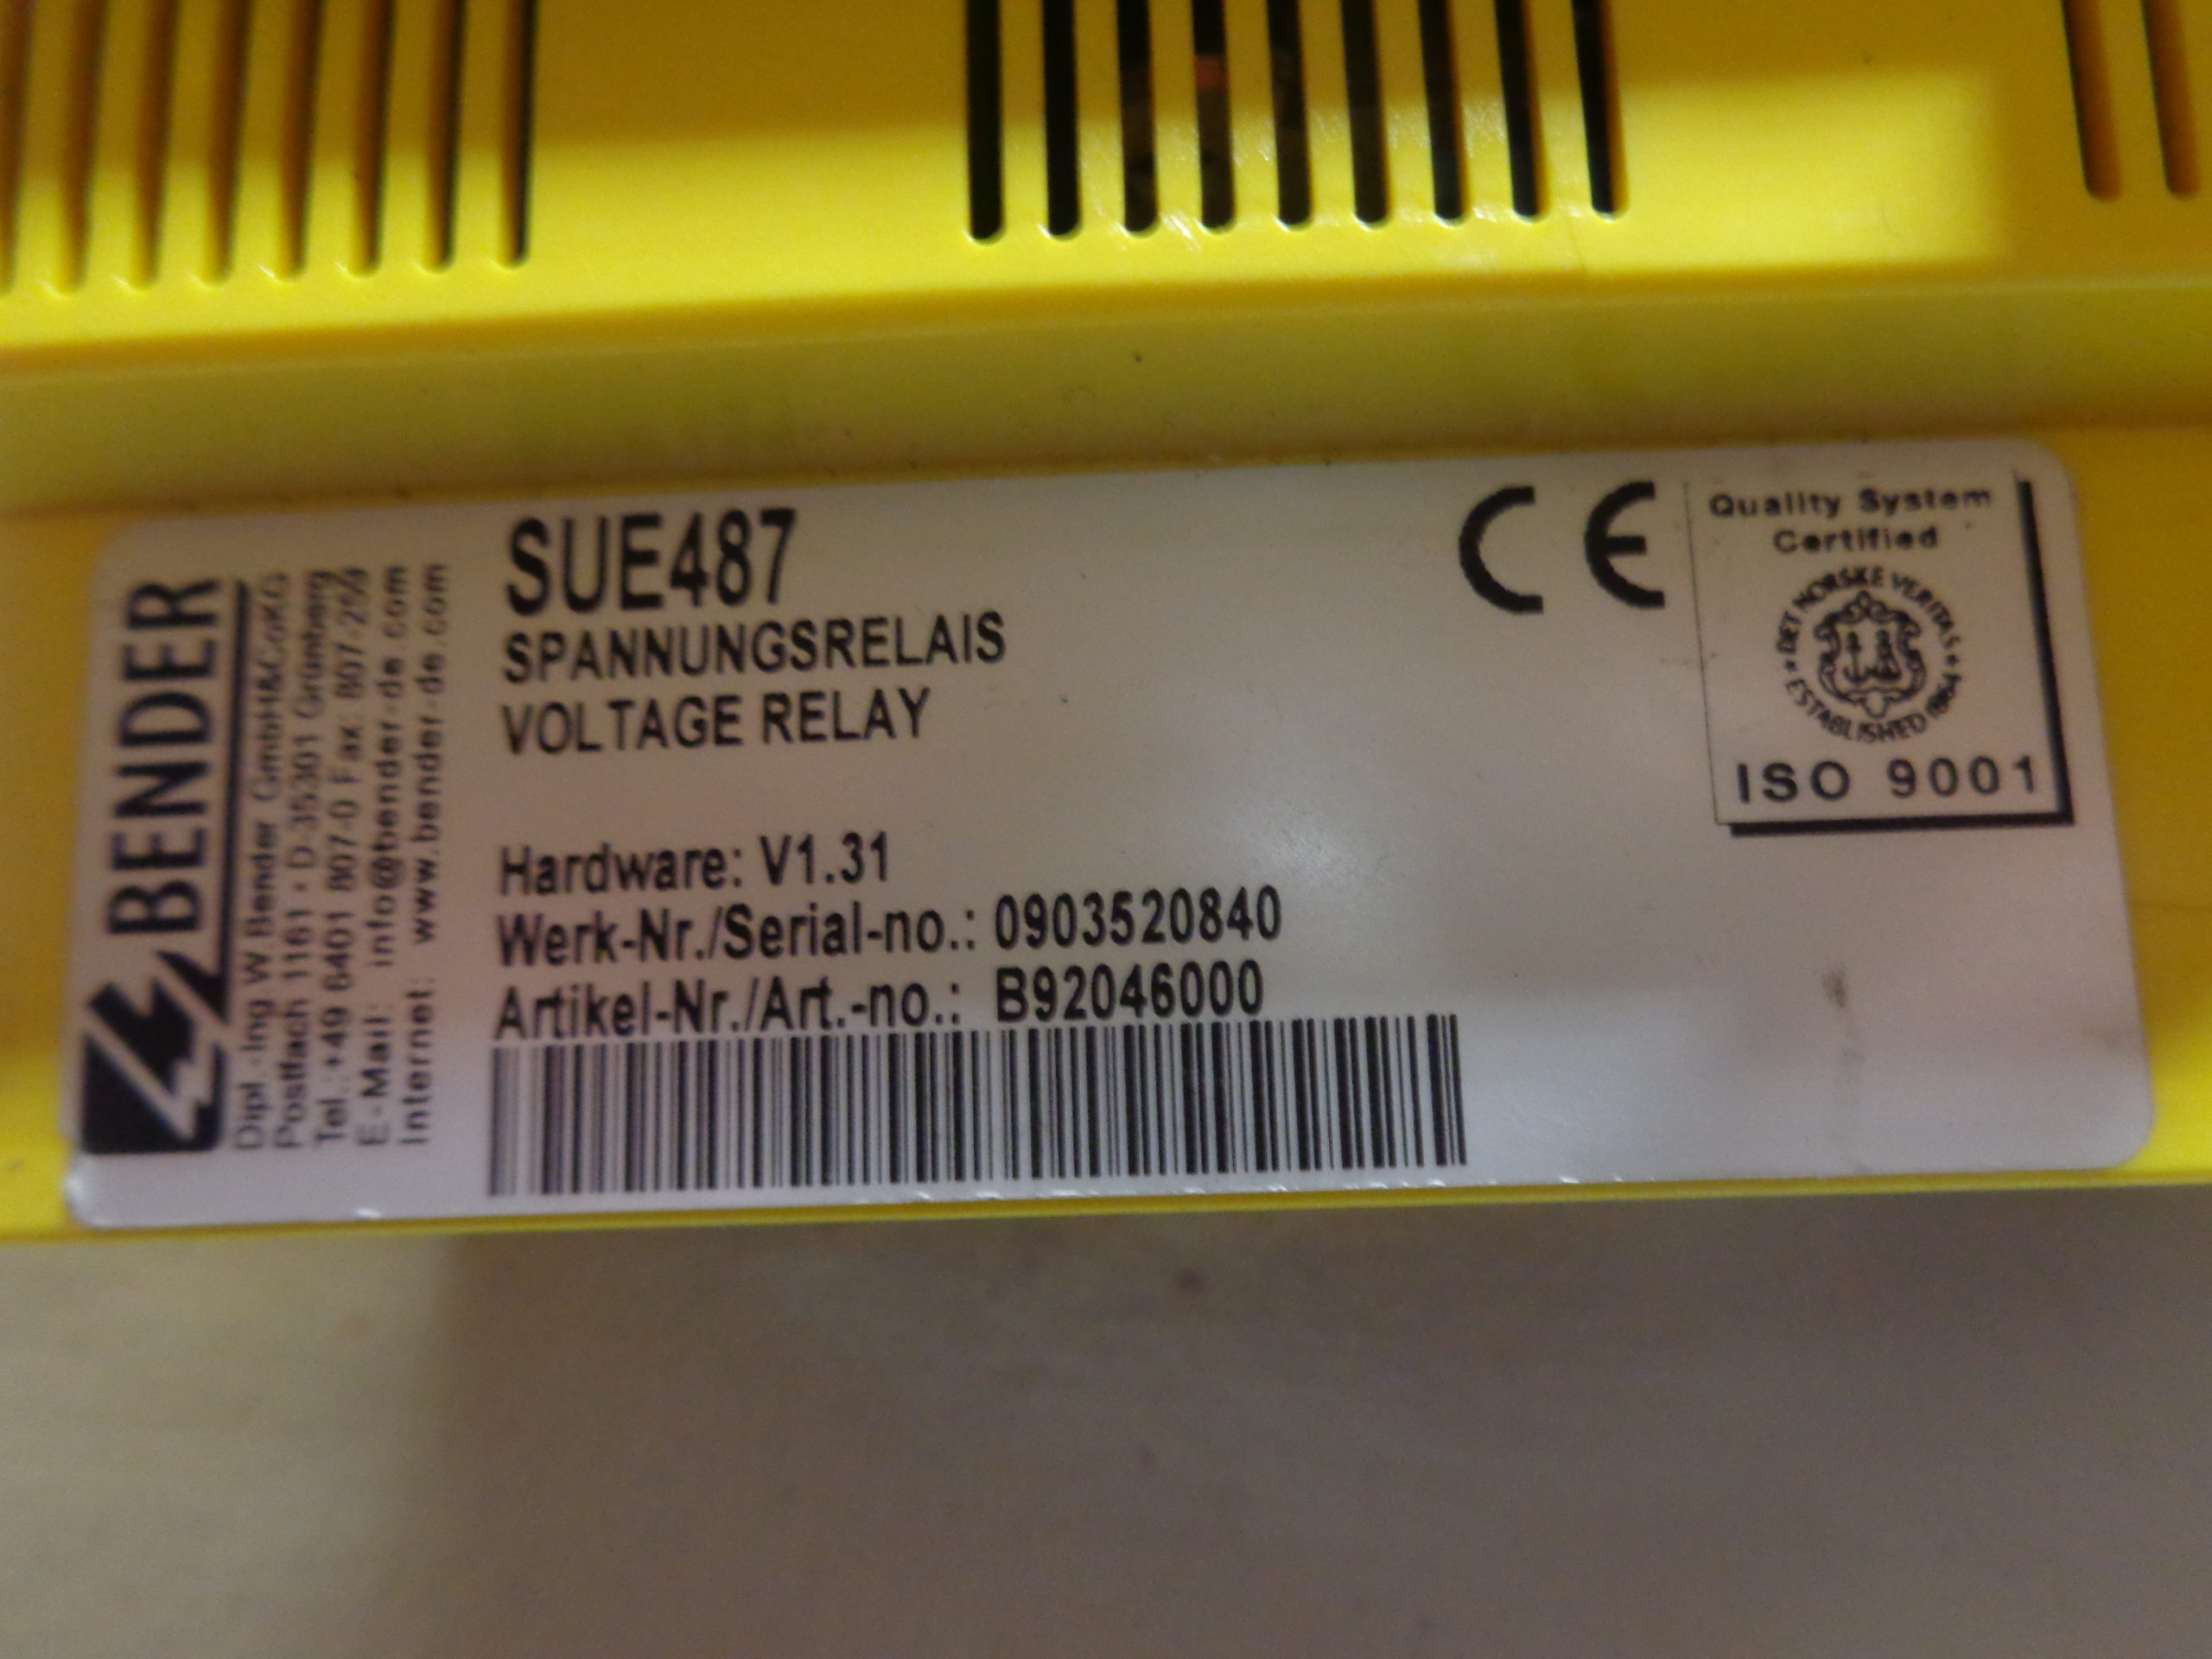 BENDER
Dipl.-Ing.W.Bender GmbH&CoKG
Postfach 1161 • D-35301 Grünberg
Tel.:+49 6401 807-0 Fax: 807-259
E-Mail: info@bender-de.com
Internet: www.bender-de.com
SUE487
SPANNUNGSRELAIS
VOLTAGE RELAY
Hardware: V1.31
Werk-Nr./Serial-no.: 0903520840
Artikel-Nr./Art.-no.: B92046000
CE
Quality System
Certified
DET NORSKE VERITAS
ESTABLISHED 1864
ISO 9001